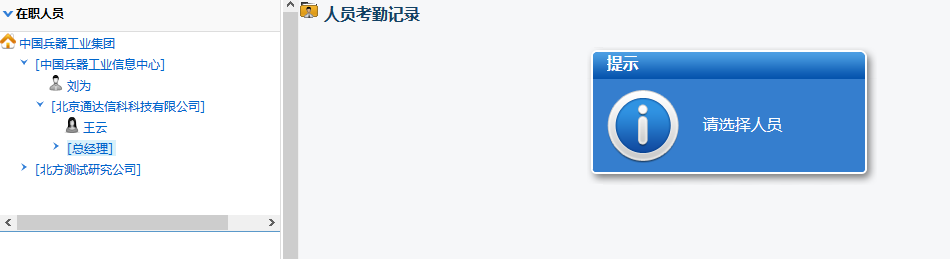 在职人员
中国兵器工业集团
[中国兵器工业信息中心]
刘为
[北京通达信科科技有限公司]
王云
[总经理]
[北方测试研究公司]
人员考勤记录
提示
请选择人员